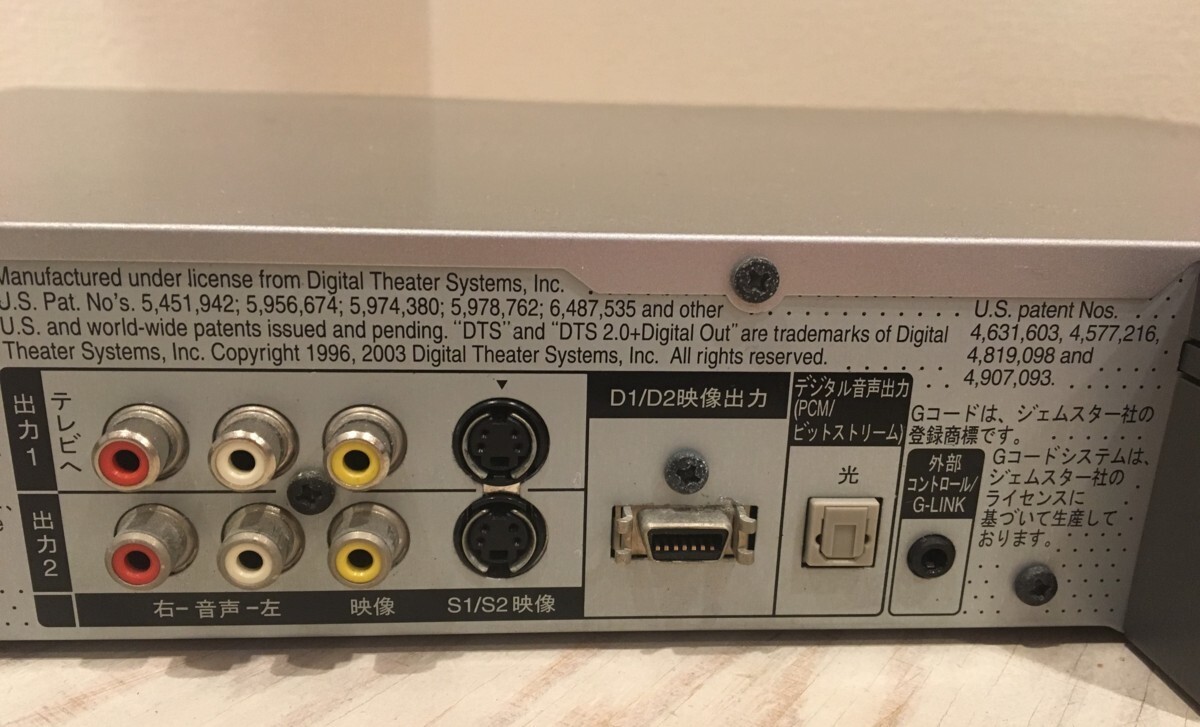 Manufactured under license from Digital Theater Systems, Inc.
U.S. Pat. No's. 5,451,942; 5,956,674; 5,974,380; 5,978,762; 6,487,535 and other
U.S. and world-wide patents issued and pending. "DTS" and "DTS 2.0+Digital Out" are trademarks of Digital
Theater Systems, Inc. Copyright 1996, 2003 Digital Theater Systems, Inc. All rights reserved.
U.S. patent Nos.
4,631,603, 4,577,216,
4,819,098 and
4,907,093.
出力1
テレビへ
出力2
右-音声-左
映像
S1/S2映像
D1/D2映像出力
デジタル音声出力
(PCM/
ビットストリーム)
光
Gコードは、ジェムスター社の
登録商標です。
外部
コントロール/
G-LINK
Gコードシステムは、
ジェムスター社の
ライセンスに
基づいて生産して
おります。